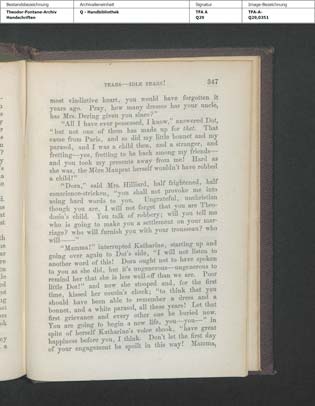 Bestandsbezeichnung
Archivalieneinheit
Signatur
Image-Bezeichnung
Theodor-Fontane-Archiv
Handschriften
Q - Handbibliothek
TFA A
Q29
TFA-A-
Q29,0351
TEARS—IDLE TEARS! 347
most vindictive heart, you would have forgotten it
years ago. Pray, how many dresses has your uncle,
has Mrs. Dering given you since?"
"All I have ever possessed, I know," answered Dot,
"but not one of them has made up for that. That
came from Paris, and so did my little bonnet and my
parasol, and I was a child then, and a stranger, and
fretting—yes, fretting to be back among my friends—
and you took my presents away from me! Hard as
she was, the Mère Mauprat herself wouldn't have robbed
a child!"
"Dora," said Mrs. Hilliard, half frightened, half
conscience-stricken, "you shall not provoke me into
using hard words to you. Ungrateful, unchristian
though you are, I will not forget that you are Theo-
dosia's child. You talk of robbery; will you tell me
who is going to make you a settlement on your mar-
riage? who will furnish you with your trousseau? who
will——"
"Mamma!" interrupted Katharine, starting up and
going over again to Dot's side, "I will not listen to
another word of this! Dora ought not to have spoken
to you as she did, but it's ungenerous—ungenerous to
remind her that she is less well-off than we are. Poor
little Dot!" and now she stooped and, for the first
time, kissed her cousin's cheek; "to think that you
should have been able to remember a dress and a
bonnet, and a white parasol, all these years! Let that
first grievance and every other one be buried now.
You are going to begin a new life, you—you—" in
spite of herself Katharine's voice shook, "have great
happiness before you, I think. Don't let the first day
of your engagement be spoilt in this way! Mamma,